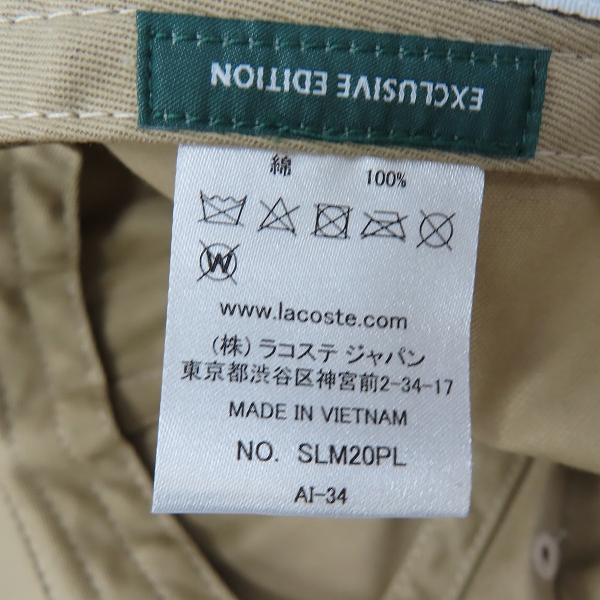 EXCLUSIVE EDITION
綿 100%
W
www.lacoste.com
(株) ラコステ ジャパン
東京都渋谷区神宮前2-34-17
MADE IN VIETNAM
NO. SLM20PL
AI-34